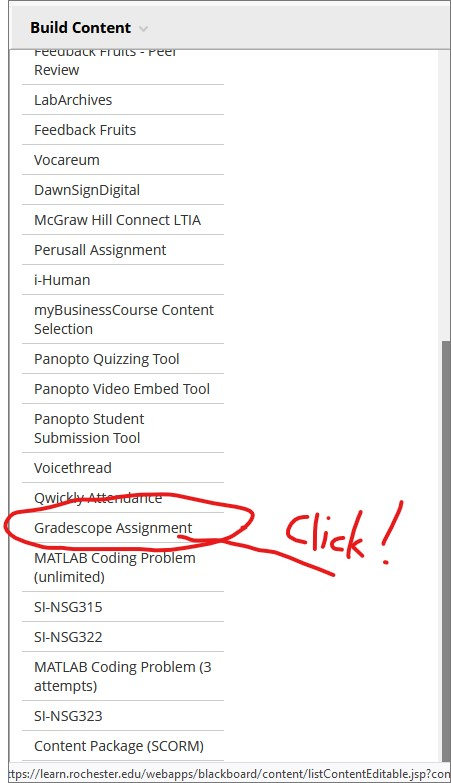 Build Content
Feedback Fruits - Peer
Review
LabArchives
Feedback Fruits
Vocareum
DawnSignDigital
McGraw Hill Connect LTIA
Perusall Assignment
i-Human
myBusinessCourse Content
Selection
Panopto Quizzing Tool
Panopto Video Embed Tool
Panopto Student
Submission Tool
Voicethread
Qwickly Attendance
Gradescope Assignment
Click!
MATLAB Coding Problem
(unlimited)
SI-NSG315
SI-NSG322
MATLAB Coding Problem (3
attempts)
SI-NSG323
Content Package (SCORM)
ttps://learn.rochester.edu/webapps/blackboard/content/listContentEditable.jsp?con